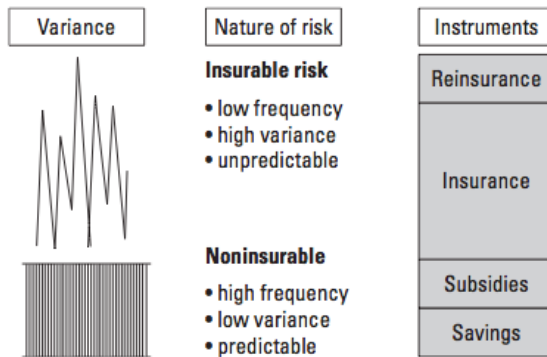 Variance
Nature of risk
Instruments
Insurable risk
• low frequency
• high variance
• unpredictable
Reinsurance
Insurance
Noninsurable
• high frequency
• low variance
• predictable
Subsidies
Savings